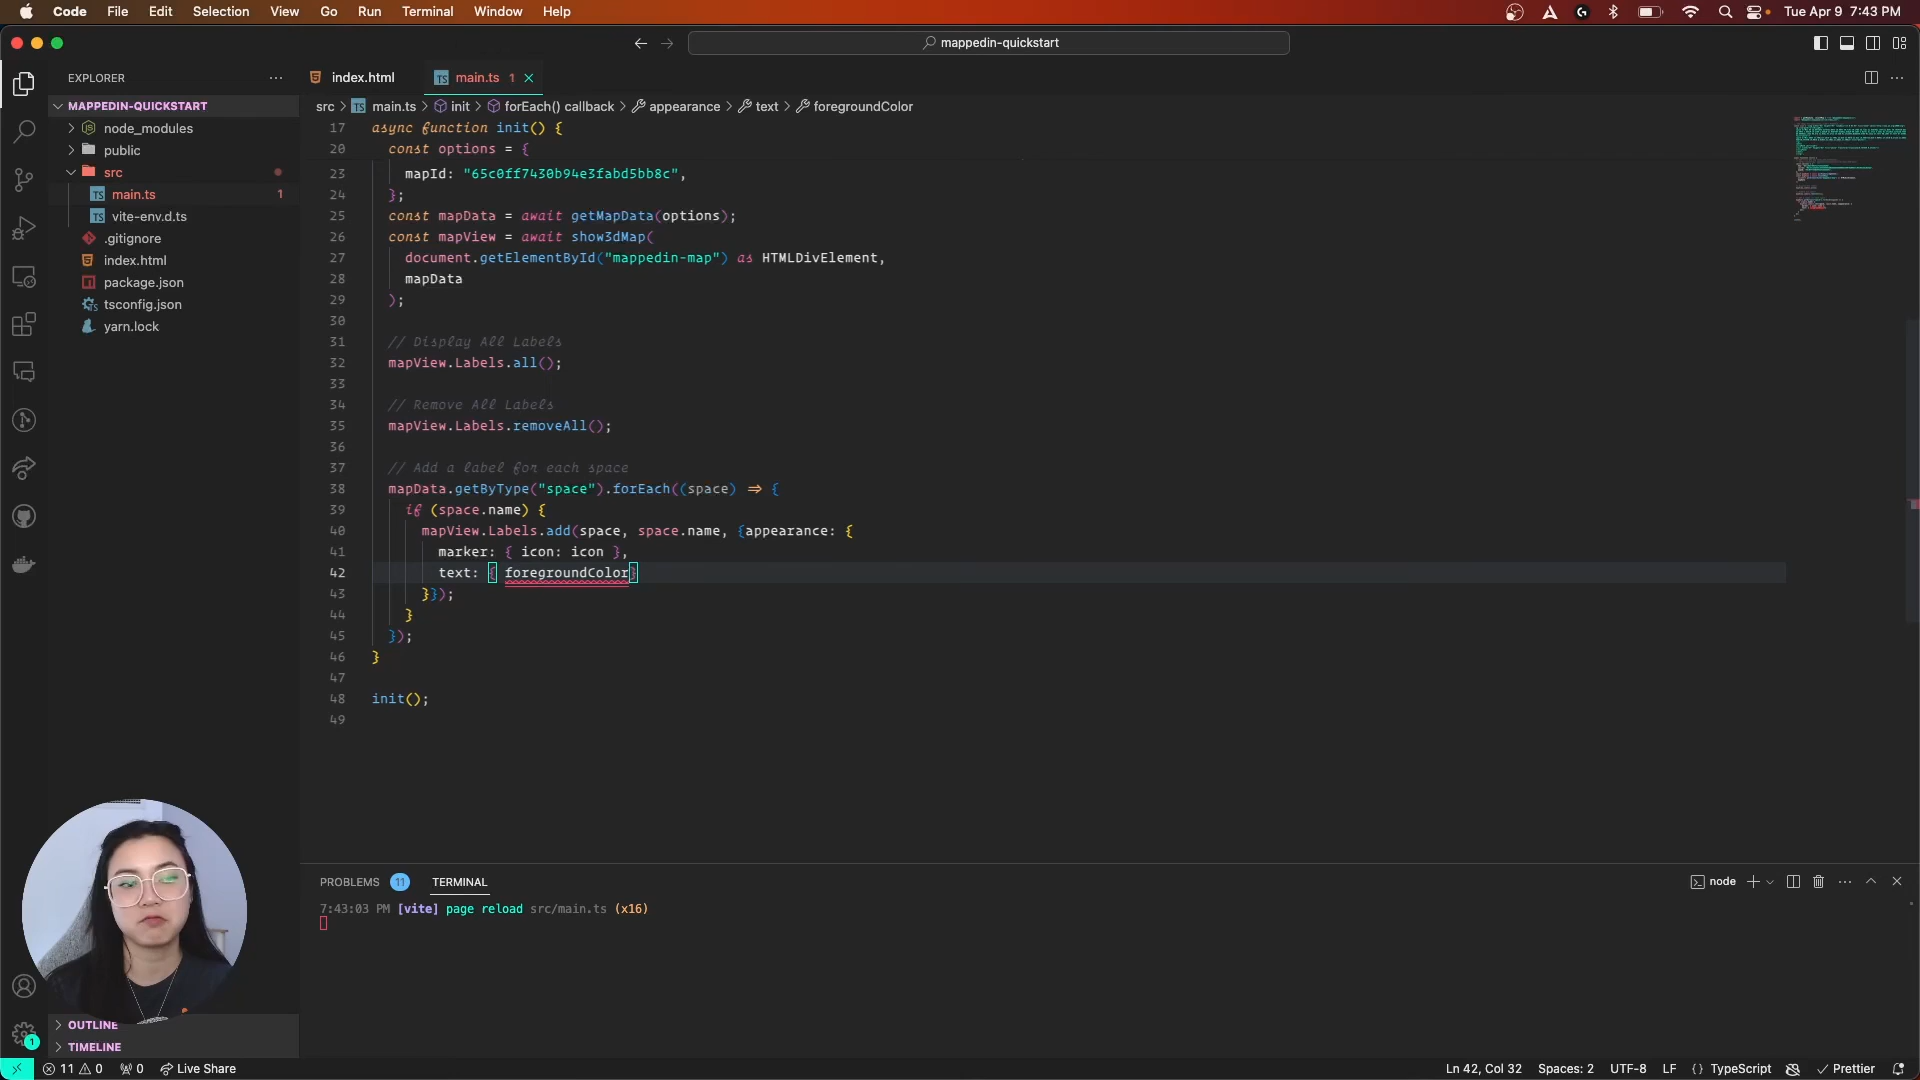 Code File Edit Selection View Go Run Terminal Window Help Tue Apr 9 7:43 PM
mappedin-quickstart
EXPLORER
MAPPEDIN-QUICKSTART
node_modules
public
src
main.ts 1
vite-env.d.ts
.gitignore
index.html
package.json
tsconfig.json
yarn.lock
OUTLINE
TIMELINE
index.html
TS main.ts 1
src > TS main.ts > init > forEach() callback > appearance > text > foregroundColor
17 async function init() {
20 const options = {
23 mapId: "65c0ff7430b94e3fabd5bb8c",
24 };
25 const mapData = await getMapData(options);
26 const mapView = await show3dMap(
27 document.getElementById("mappedin-map") as HTMLDivElement,
28 mapData
29 );
30
31 // Display All Labels
32 mapView.Labels.all();
33
34 // Remove All Labels
35 mapView.Labels.removeAll();
36
37 // Add a label for each space
38 mapData.getByType("space").forEach((space) => {
39 if (space.name) {
40 mapView.Labels.add(space, space.name, {appearance: {
41 marker: { icon: icon },
42 text: { foregroundColor}
43 }});
44 }
45 });
46 }
47
48 init();
49
PROBLEMS 11 TERMINAL
node
7:43:03 PM [vite] page reload src/main.ts (x16)
1
11 0 0 Live Share
Ln 42, Col 32 Spaces: 2 UTF-8 LF {} TypeScript Prettier